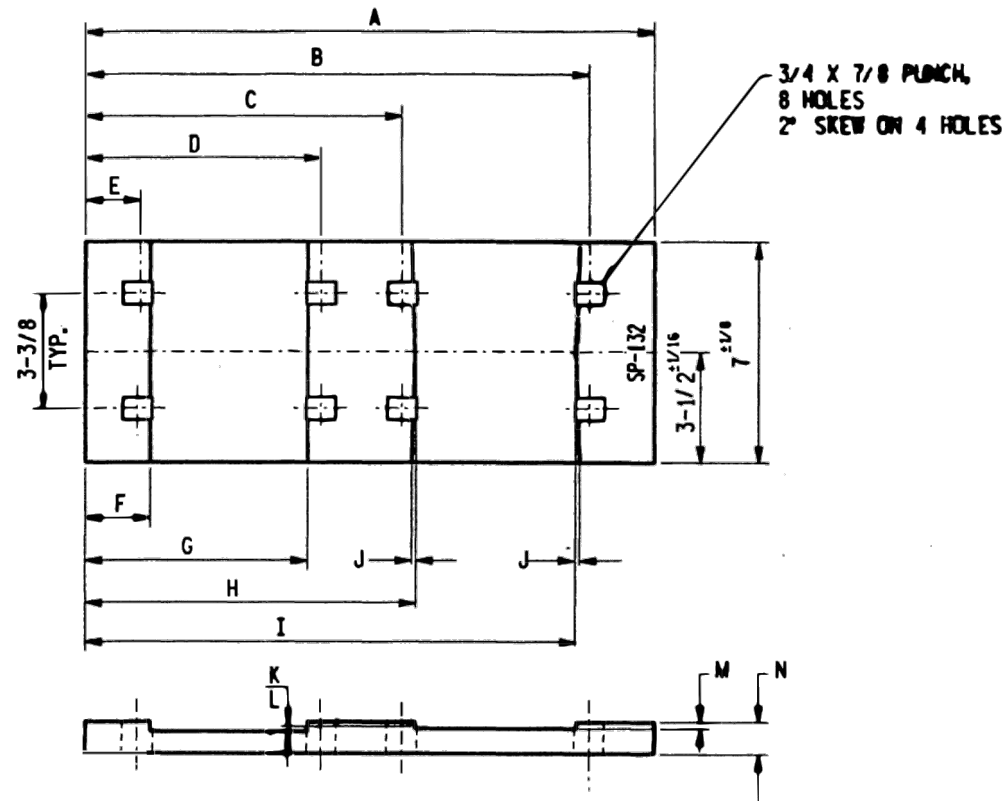 A
B
C
D
E
3/4 X 7/8 PUNCH,
8 HOLES
2° SKEW ON 4 HOLES
3-3/8
TYP.
SP-132
3-1/2 ±1/16
7 ±1/8
F
G
J
J
H
I
K
L
M
N